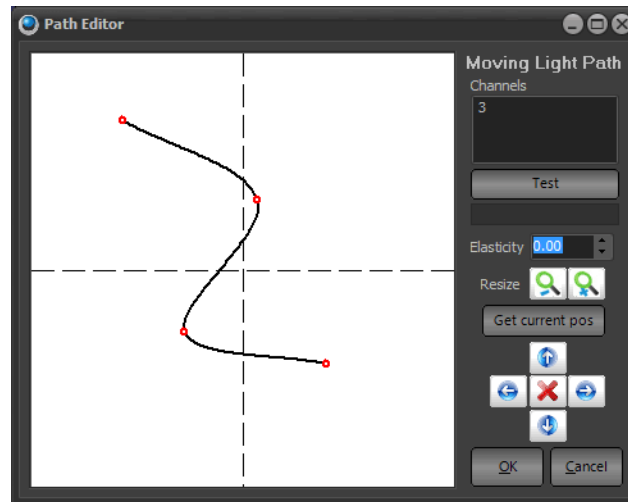 Path Editor
Moving Light Path
Channels
3
Test
Elasticity 0.00
Resize
Get current pos
OK Cancel